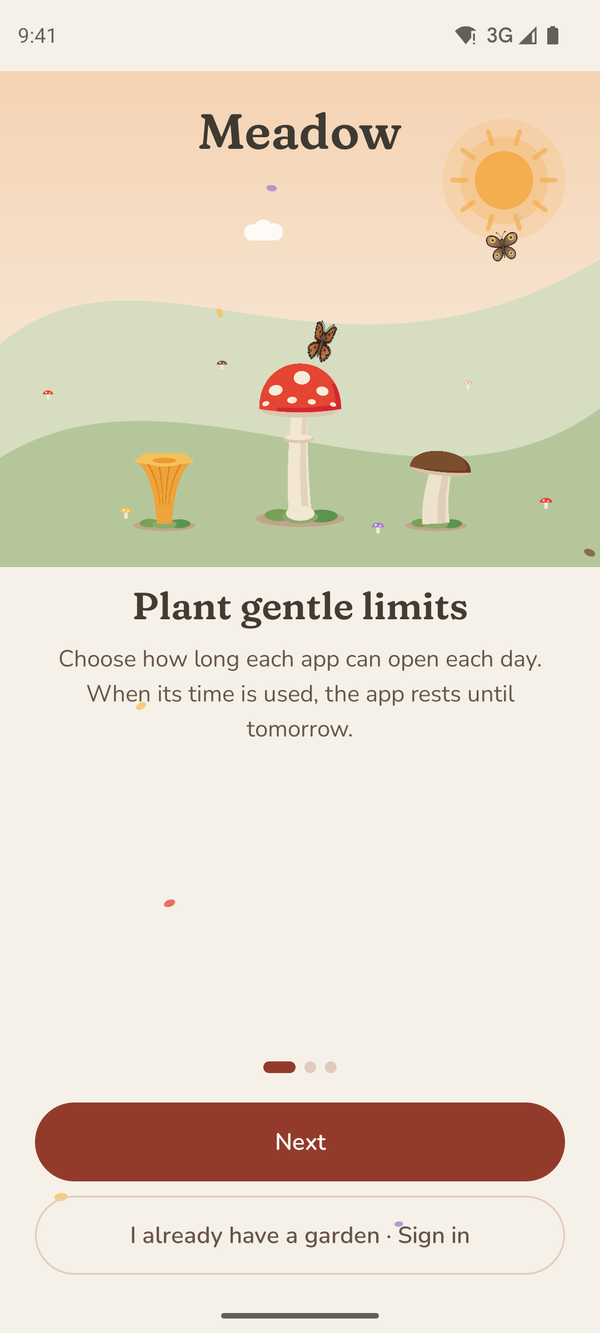 9:41
3G
Meadow
Plant gentle limits
Choose how long each app can open each day.
When its time is used, the app rests until
tomorrow.
Next
I already have a garden · Sign in